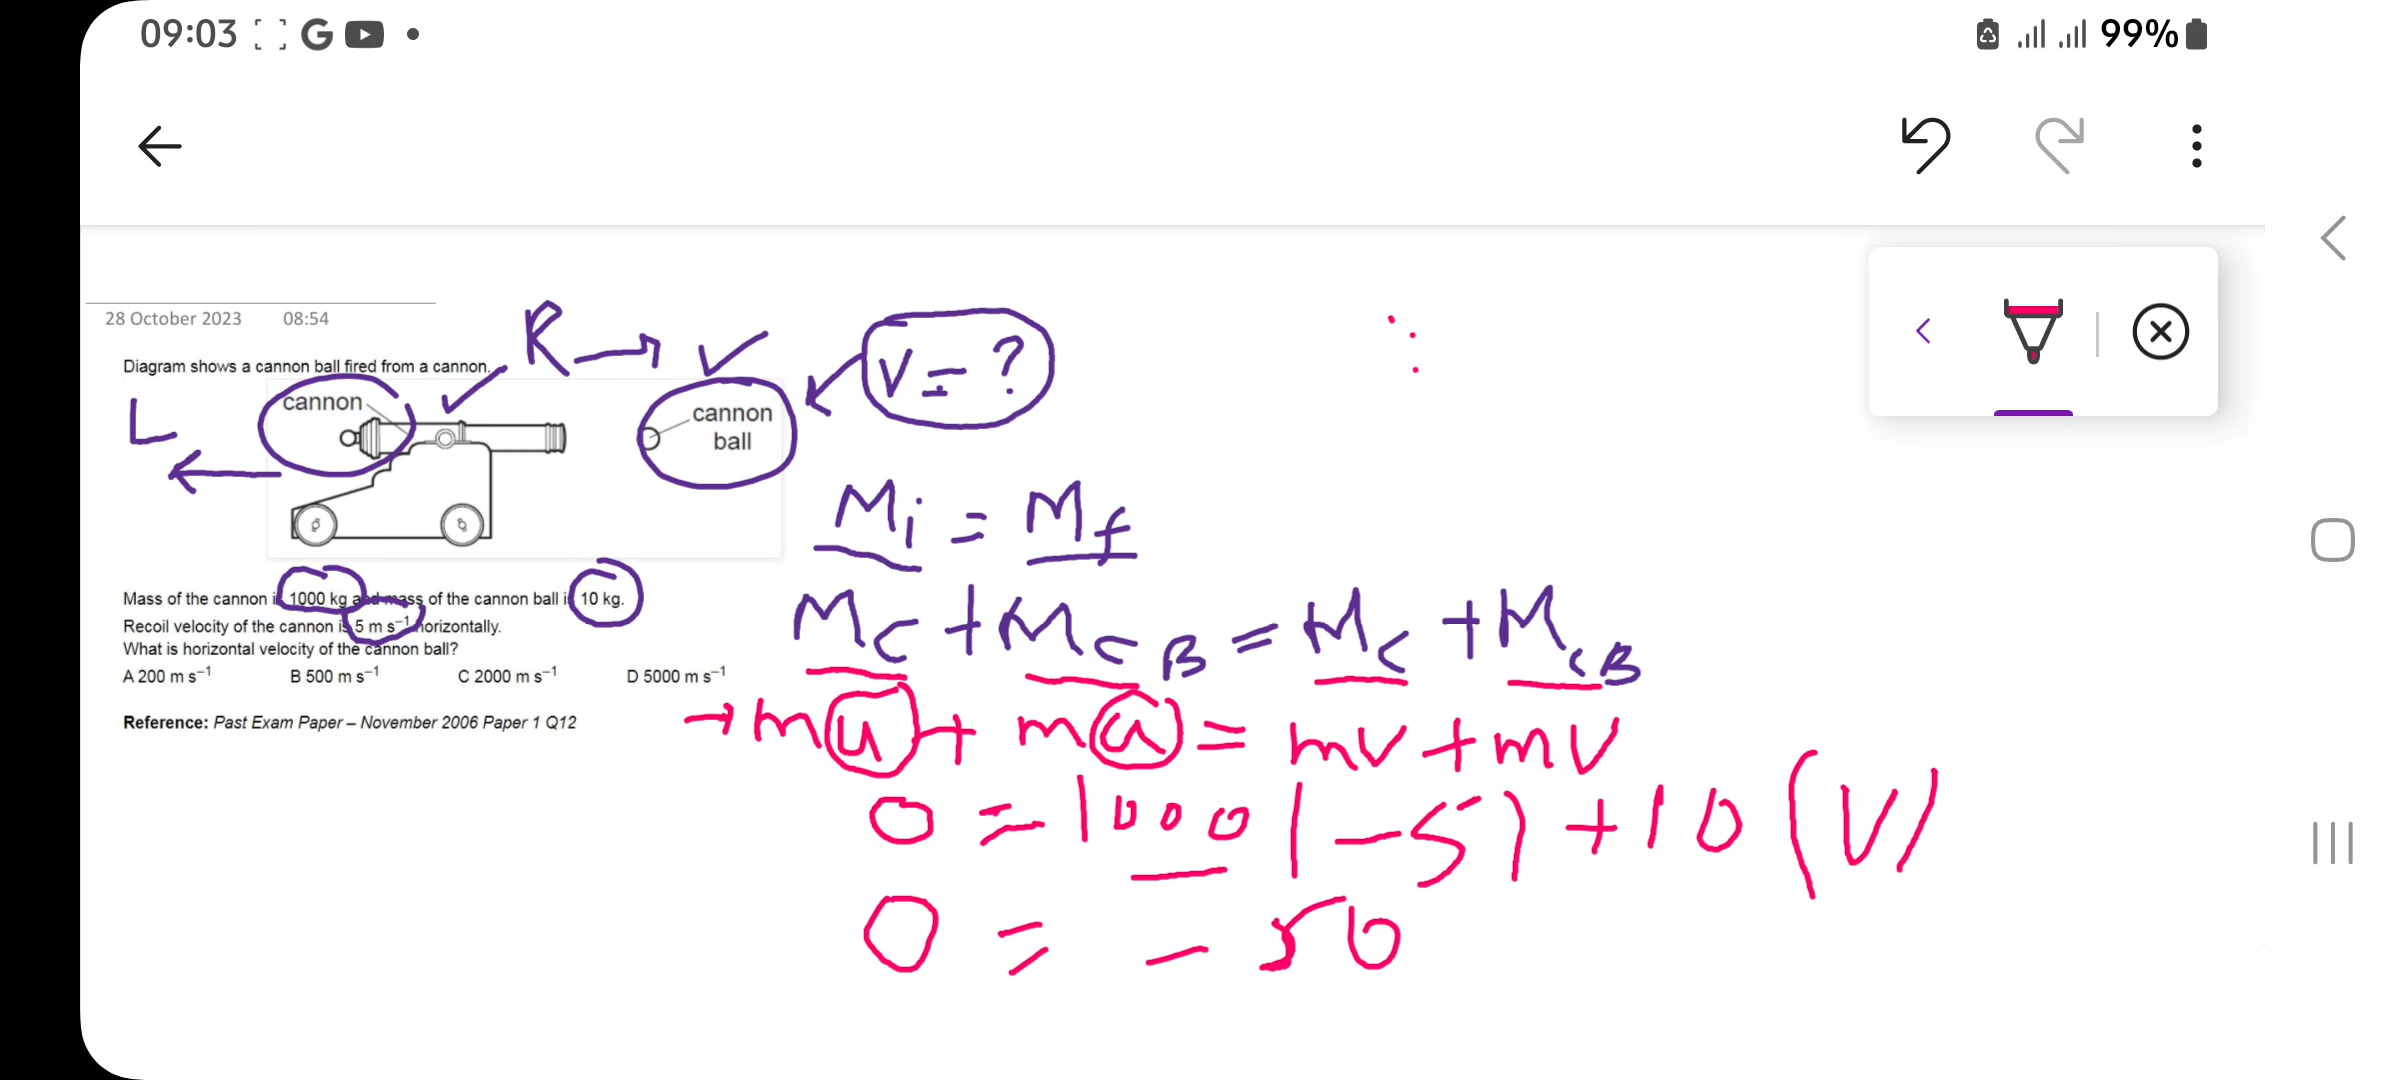 09:03 G 99%
28 October 2023 08:54
Diagram shows a cannon ball fired from a cannon.
R → ✓
V = ?
L
cannon
cannon
ball
Mi = Mf
Mass of the cannon is 1000 kg and mass of the cannon ball is 10 kg.
Recoil velocity of the cannon is 5 m s⁻¹ horizontally.
What is horizontal velocity of the cannon ball?
A 200 m s⁻¹ B 500 m s⁻¹ C 2000 m s⁻¹ D 5000 m s⁻¹
Reference: Past Exam Paper – November 2006 Paper 1 Q12
Mc + McB = Mc + McB
→ mu + mu = mv + mv
0 = 1000(-5) + 10(V)
0 = - 50